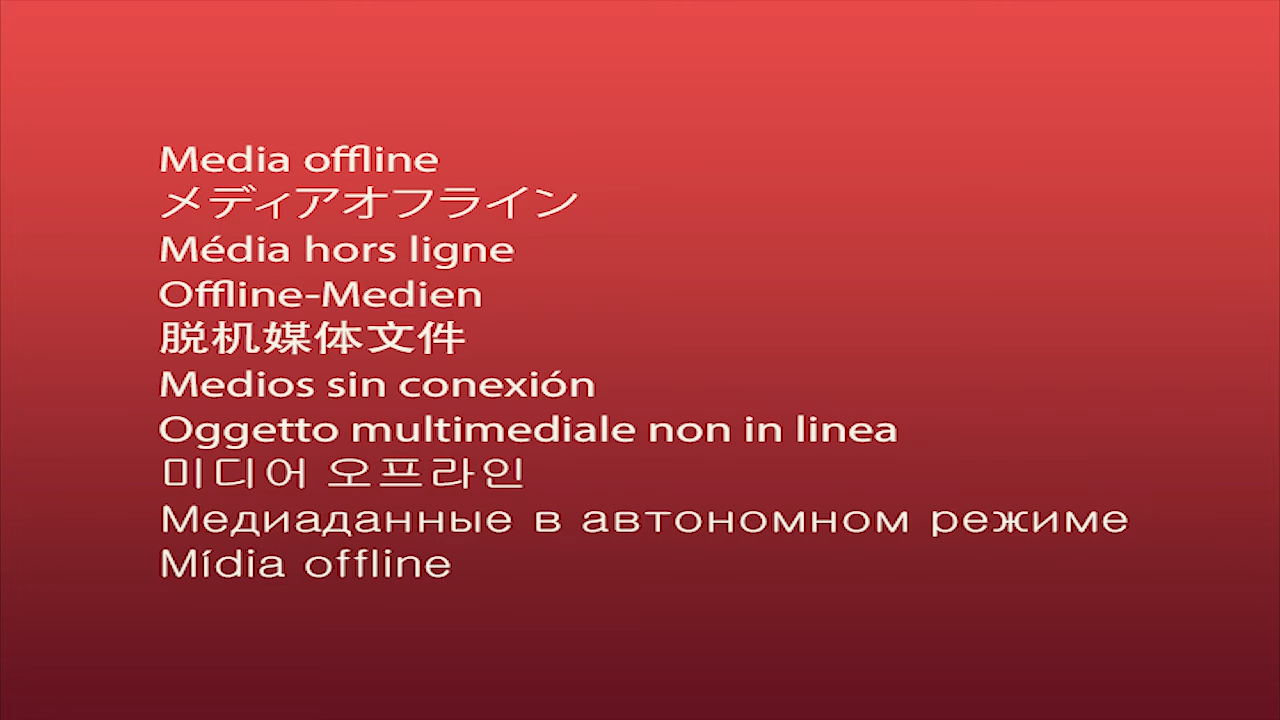 Media offline
メディアオフライン
Média hors ligne
Offline-Medien
脱机媒体文件
Medios sin conexión
Oggetto multimediale non in linea
미디어 오프라인
Медиаданные в автономном режиме
Mídia offline